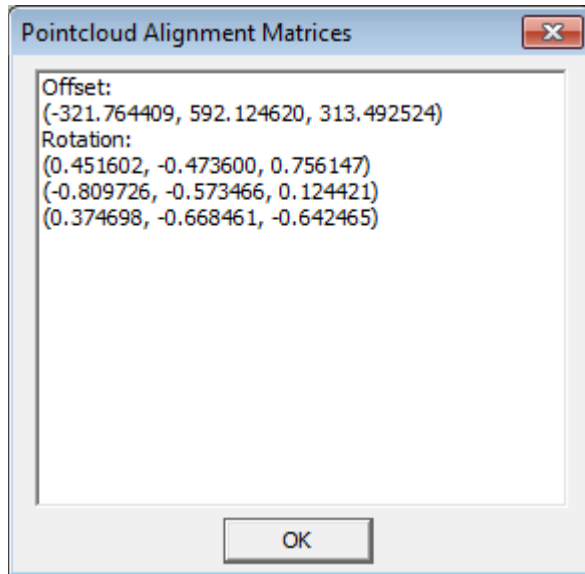 Pointcloud Alignment Matrices
Offset:
(-321.764409, 592.124620, 313.492524)
Rotation:
(0.451602, -0.473600, 0.756147)
(-0.809726, -0.573466, 0.124421)
(0.374698, -0.668461, -0.642465)
OK